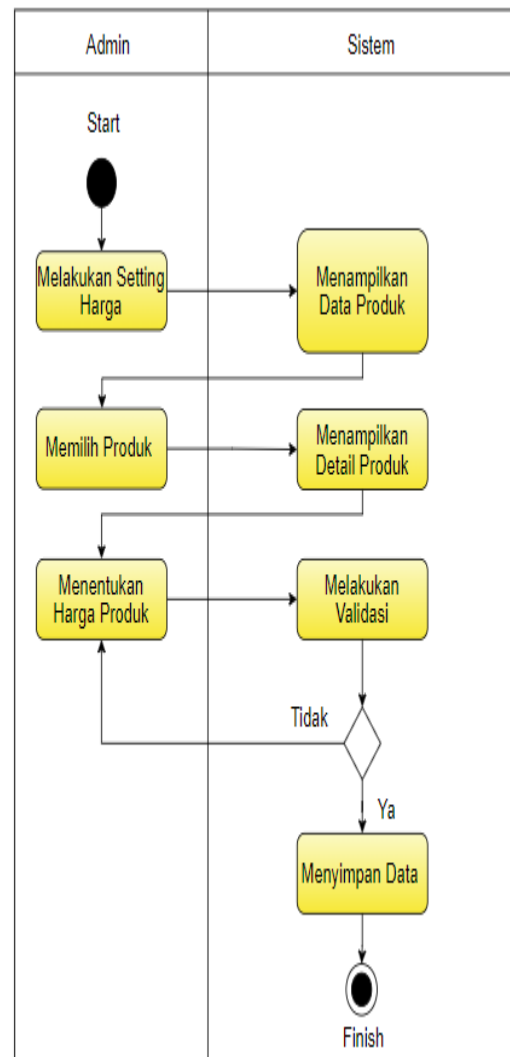 Admin
Sistem
Start
Melakukan Setting
Harga
Menampilkan
Data Produk
Memilih Produk
Menampilkan
Detail Produk
Menentukan
Harga Produk
Melakukan
Validasi
Tidak
Ya
Menyimpan Data
Finish